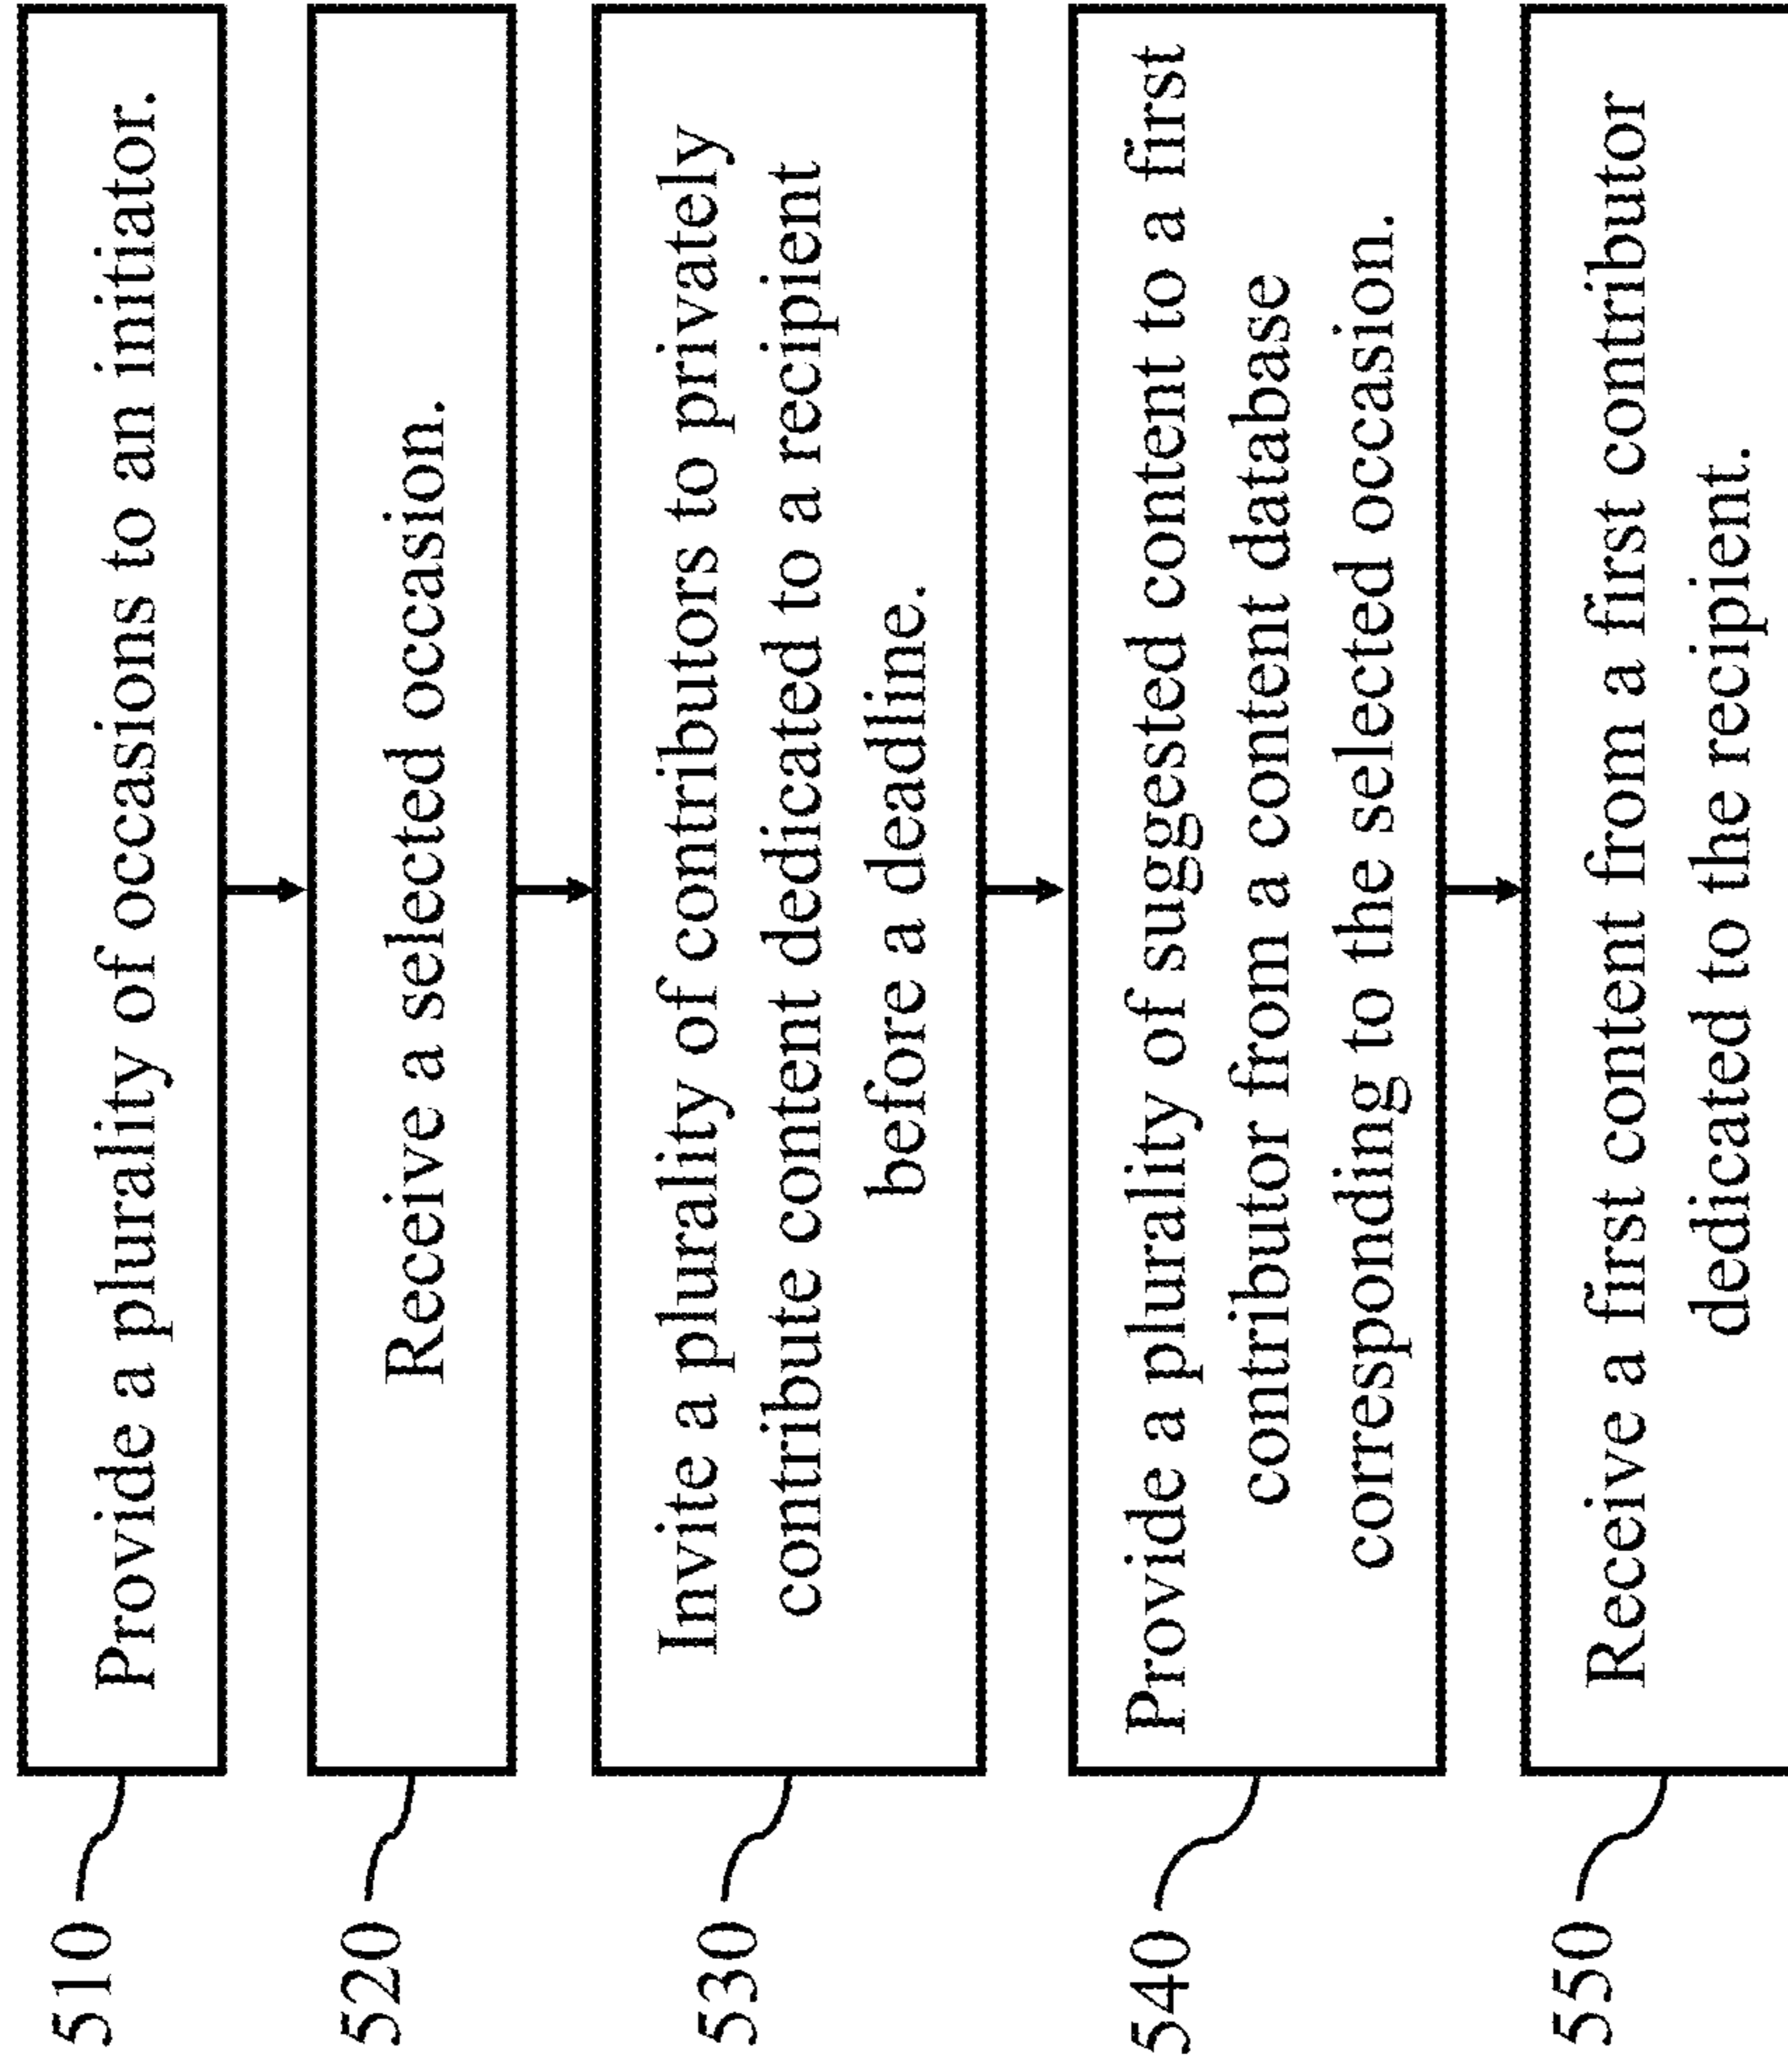 510
Provide a plurality of occasions to an initiator.
520
Receive a selected occasion.
530
Invite a plurality of contributors to privately
contribute content dedicated to a recipient
before a deadline.
540
Provide a plurality of suggested content to a first
contributor from a content database
corresponding to the selected occasion.
550
Receive a first content from a first contributor
dedicated to the recipient.